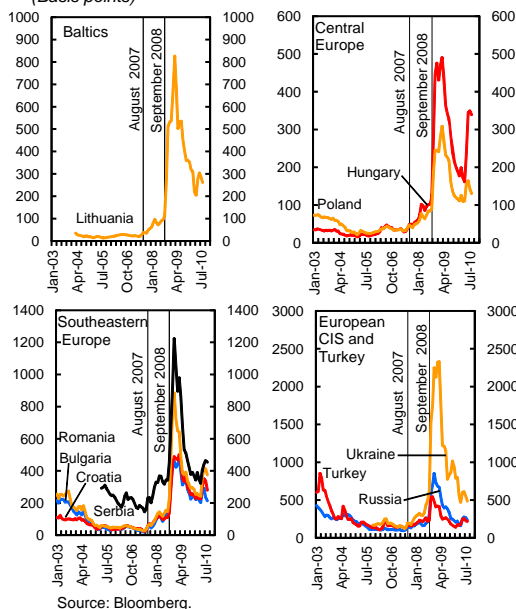 (Basis points)
1000
900
800
700
600
500
400
300
200
100
0
Baltics
August 2007
September 2008
Lithuania
1000
900
800
700
600
500
400
300
200
100
0
Jan-03
Apr-04
Jul-05
Oct-06
Jan-08
Apr-09
Jul-10
600
500
400
300
200
100
0
Central
Europe
August 2007
September 2008
Hungary
Poland
600
500
400
300
200
100
0
Jan-03
Apr-04
Jul-05
Oct-06
Jan-08
Apr-09
Jul-10
1400
1200
1000
800
600
400
200
0
Southeastern
Europe
August 2007
September 2008
Romania
Bulgaria
Croatia
Serbia
1400
1200
1000
800
600
400
200
0
Jan-03
Apr-04
Jul-05
Oct-06
Jan-08
Apr-09
Jul-10
3000
2500
2000
1500
1000
500
0
European
CIS and
Turkey
August 2007
September 2008
Ukraine
Turkey
Russia
3000
2500
2000
1500
1000
500
0
Jan-03
Apr-04
Jul-05
Oct-06
Jan-08
Apr-09
Jul-10
Source: Bloomberg.